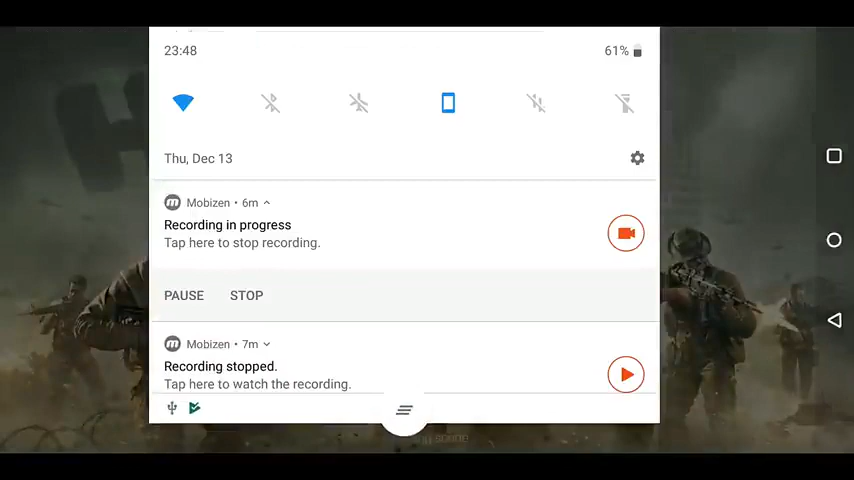 23:48
61%
Thu, Dec 13
Mobizen • 6m
Recording in progress
Tap here to stop recording.
PAUSE STOP
Mobizen • 7m
Recording stopped.
Tap here to watch the recording.